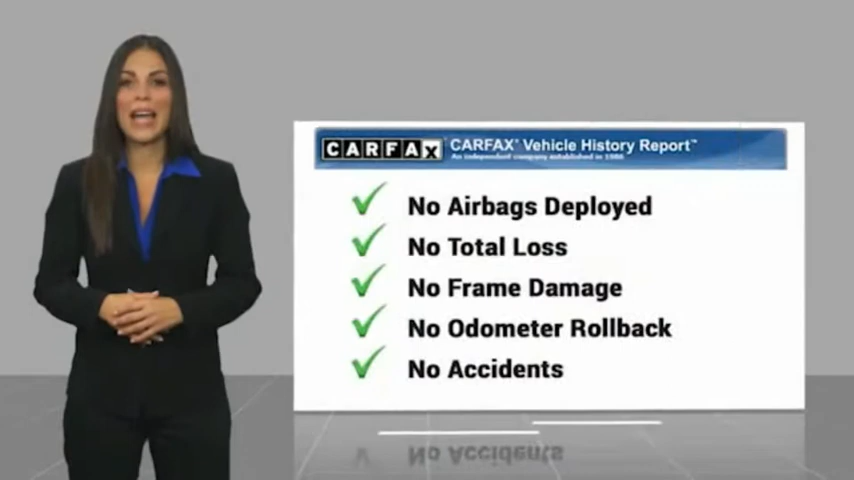 CARFAX CARFAX® Vehicle History Report™
An independent company established in 1986
No Airbags Deployed
No Total Loss
No Frame Damage
No Odometer Rollback
No Accidents
No Accidents